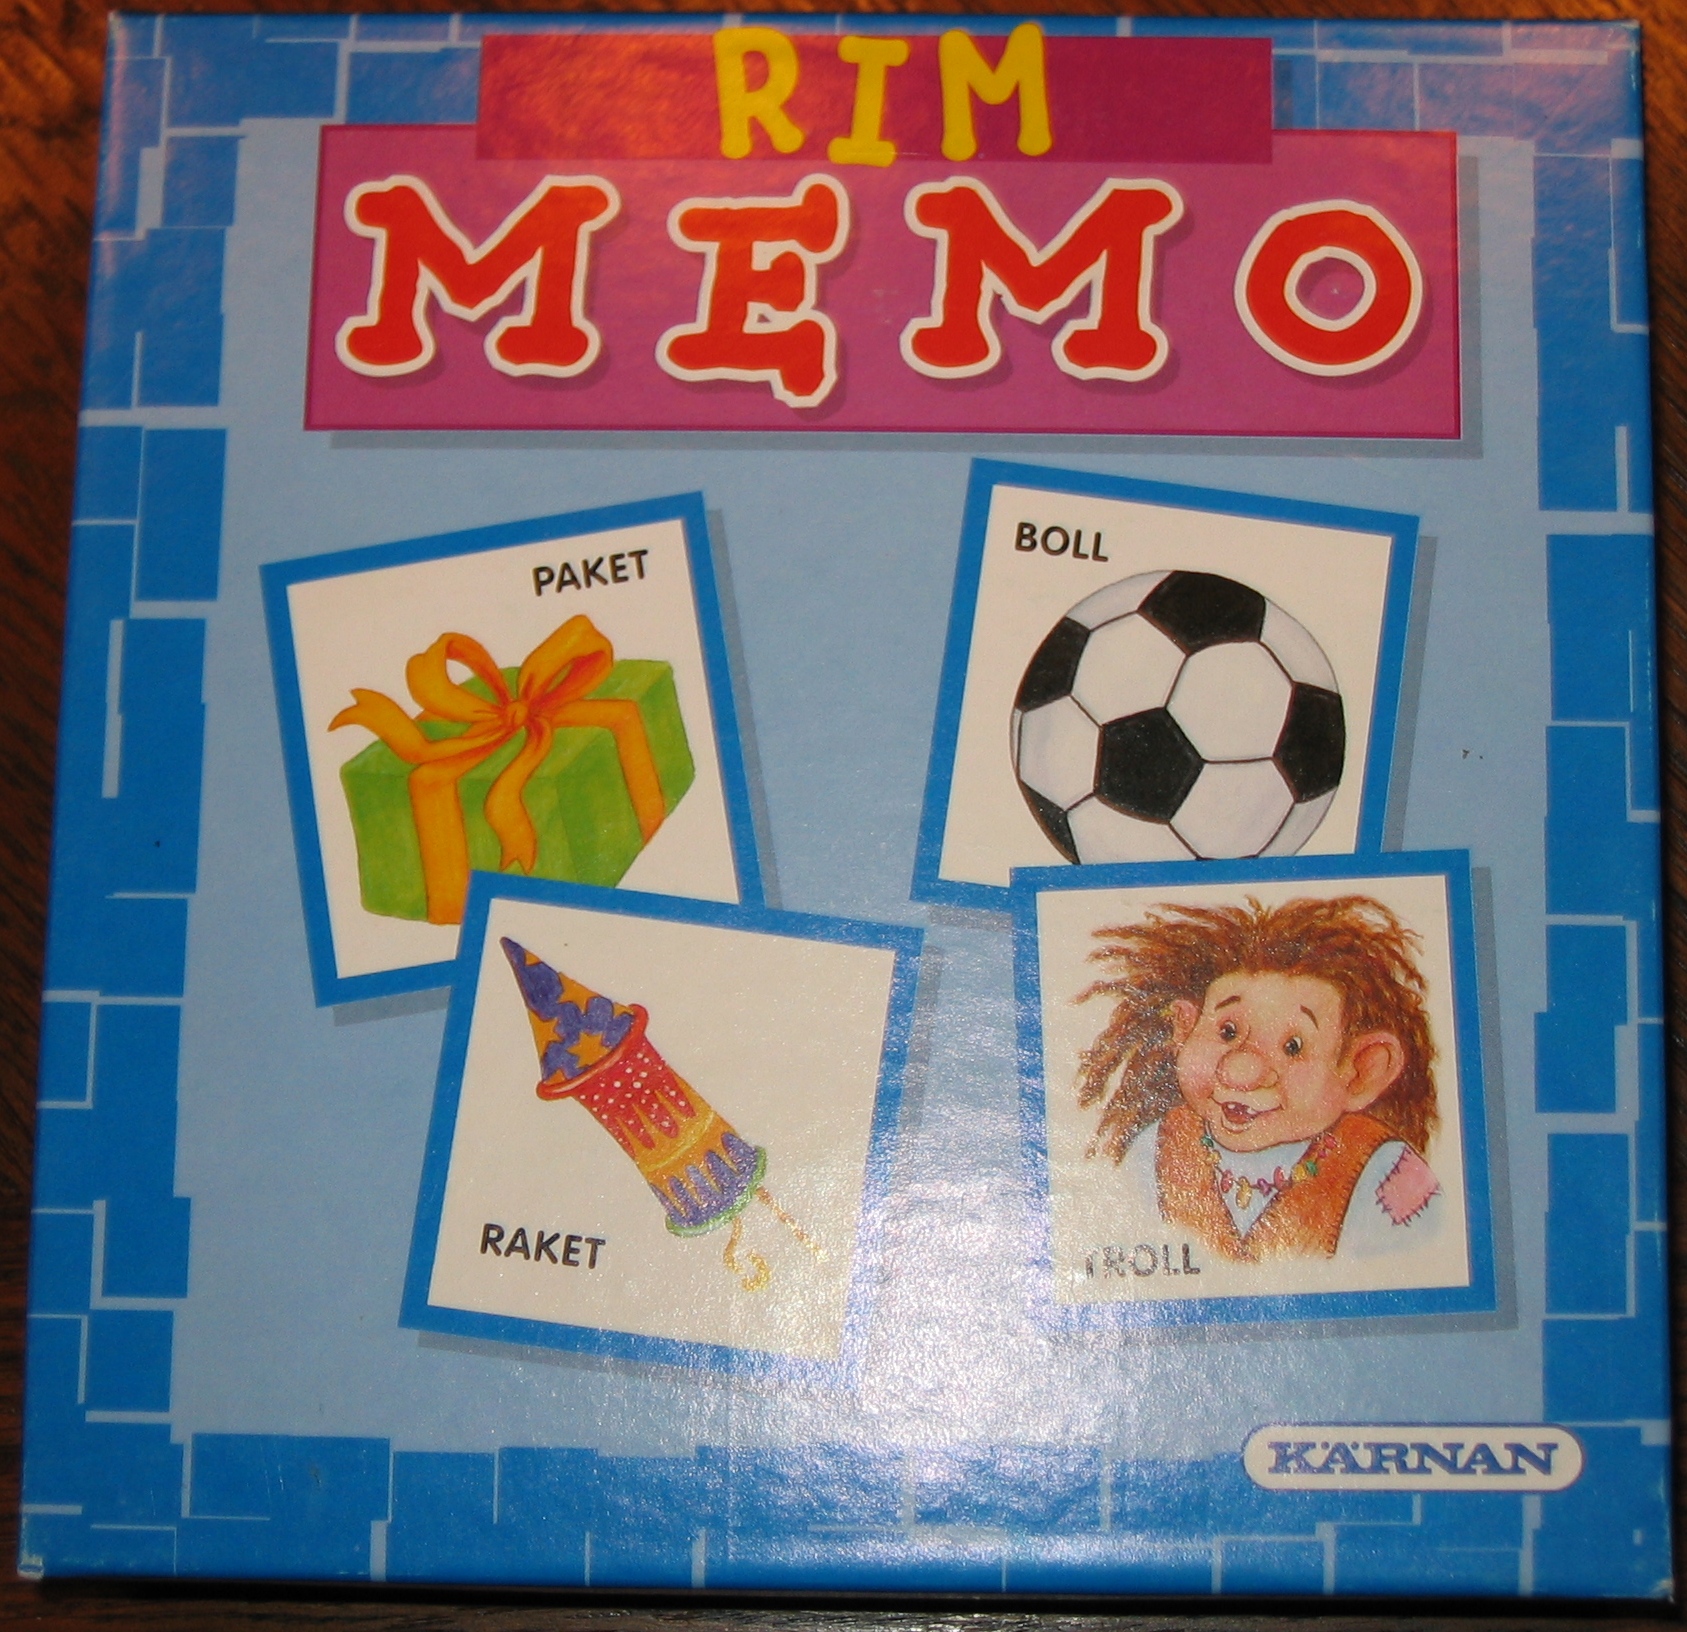 RIM
MEMO
PAKET
BOLL
RAKET
TROLL
KÄRNAN